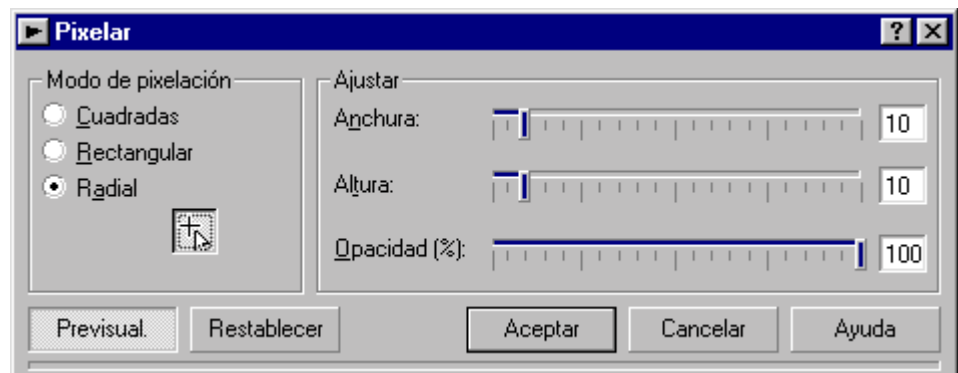 Pixelar
Modo de pixelación
Cuadradas
Rectangular
Radial
Ajustar
Anchura: 10
Altura: 10
Opacidad (%): 100
Previsual. Restablecer Aceptar Cancelar Ayuda